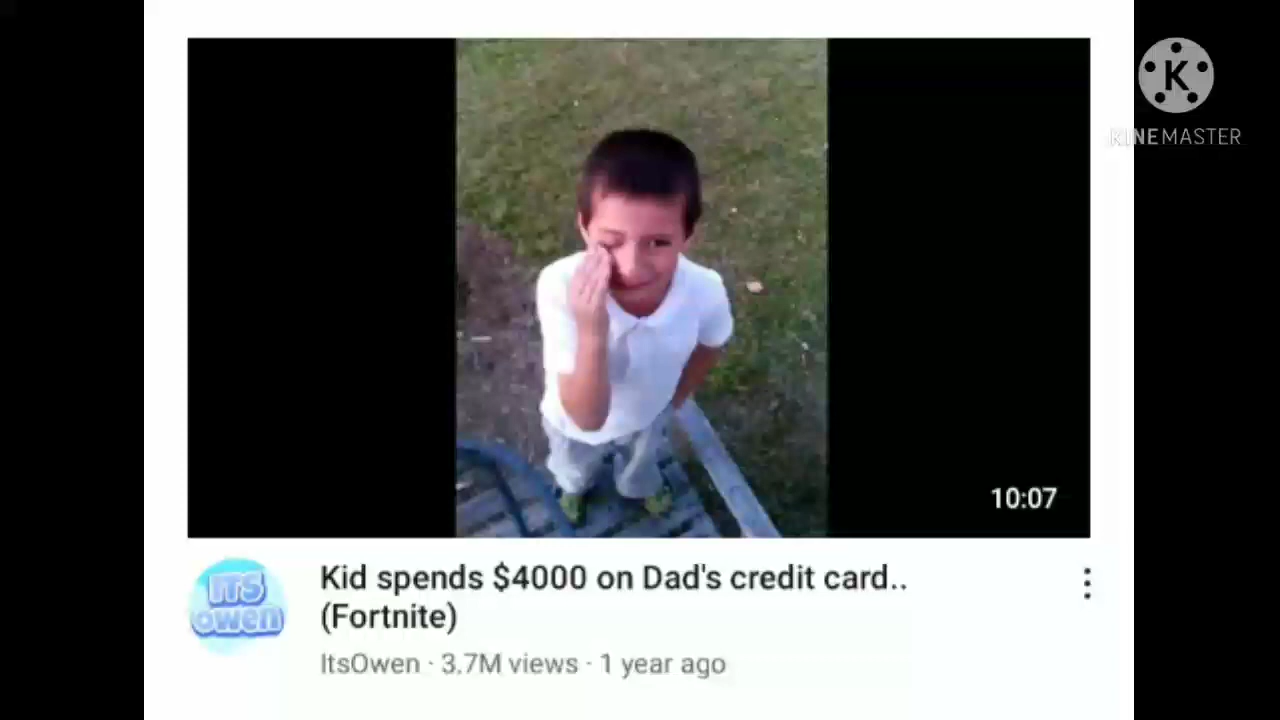 K
KINEMASTER
10:07
ITS
owen
Kid spends $4000 on Dad's credit card..
(Fortnite)
ItsOwen · 3.7M views · 1 year ago